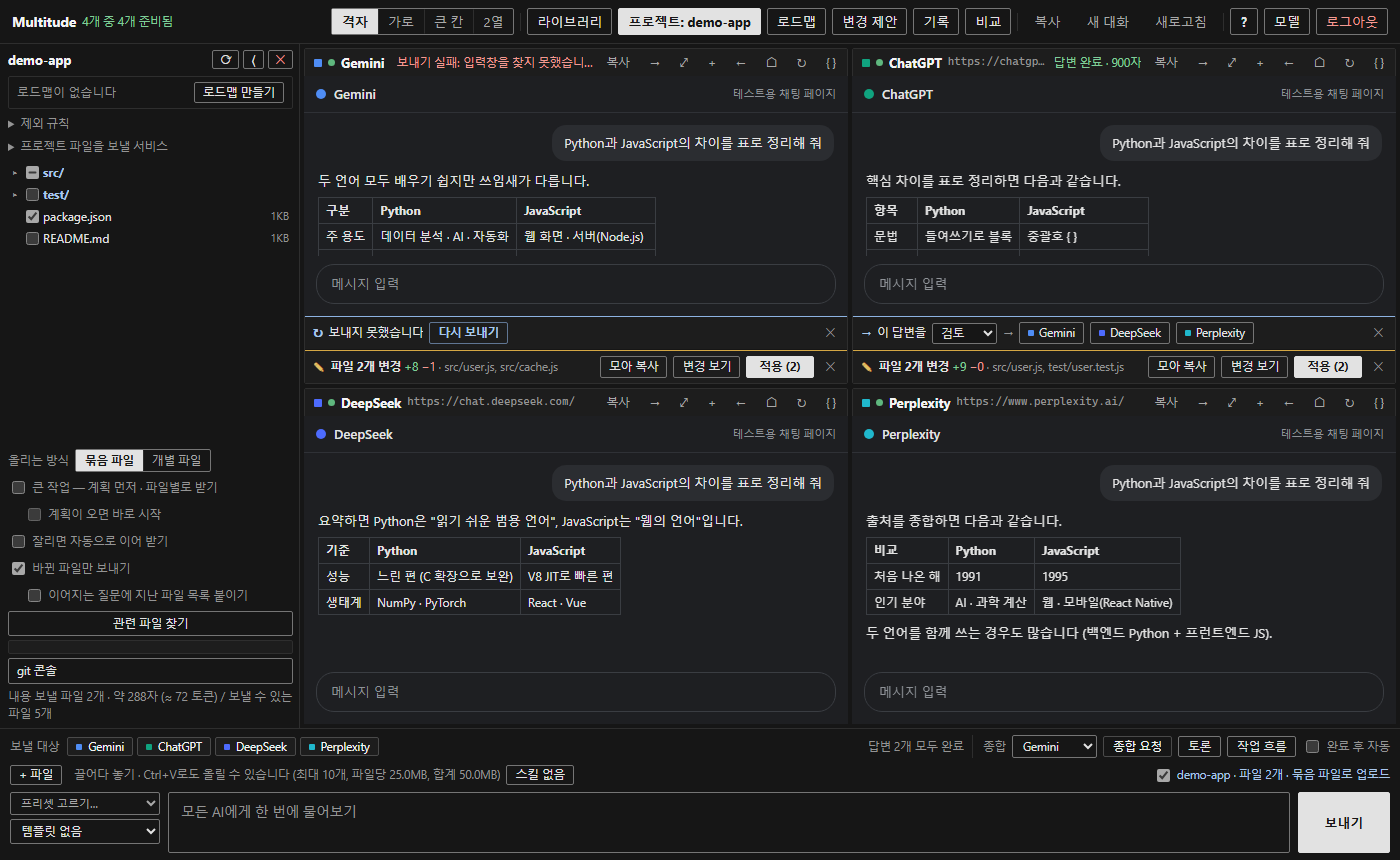 Multitude 4개 중 4개 준비됨 격자 가로 큰 칸 2열 라이브러리 프로젝트: demo-app 로드맵 변경 제안 기록 비교 복사 새 대화 새로고침 ? 모델 로그아웃
demo-app
로드맵이 없습니다 로드맵 만들기
제외 규칙
프로젝트 파일을 보낼 서비스
src/
test/
package.json 1KB
README.md 1KB
올리는 방식 묶음 파일 개별 파일
큰 작업 — 계획 먼저 · 파일별로 받기
계획이 오면 바로 시작
잘리면 자동으로 이어 받기
바뀐 파일만 보내기
이어지는 질문에 지난 파일 목록 붙이기
관련 파일 찾기
git 콘솔
내용 보낼 파일 2개 · 약 288자 (≈ 72 토큰) / 보낼 수 있는
파일 5개
Gemini 보내기 실패: 입력창을 찾지 못했습니... 복사 → ⤢ + ← ↻ { }
Gemini 테스트용 채팅 페이지
Python과 JavaScript의 차이를 표로 정리해 줘
두 언어 모두 배우기 쉽지만 쓰임새가 다릅니다.
구분 Python JavaScript
주 용도 데이터 분석 · AI · 자동화 웹 화면 · 서버(Node.js)
메시지 입력
↻ 보내지 못했습니다 다시 보내기 ×
파일 2개 변경 +8 −1 · src/user.js, src/cache.js 모아 복사 변경 보기 적용 (2) ×
ChatGPT https://chatgp... 답변 완료 · 900자 복사 → ⤢ + ← ↻ { }
ChatGPT 테스트용 채팅 페이지
Python과 JavaScript의 차이를 표로 정리해 줘
핵심 차이를 표로 정리하면 다음과 같습니다.
항목 Python JavaScript
문법 들여쓰기로 블록 중괄호 { }
메시지 입력
→ 이 답변을 검토 → Gemini DeepSeek Perplexity ×
파일 2개 변경 +9 −0 · src/user.js, test/user.test.js 모아 복사 변경 보기 적용 (2) ×
DeepSeek https://chat.deepseek.com/ 복사 → ⤢ + ← ↻ { }
DeepSeek 테스트용 채팅 페이지
Python과 JavaScript의 차이를 표로 정리해 줘
요약하면 Python은 "읽기 쉬운 범용 언어", JavaScript는 "웹의 언어"입니다.
기준 Python JavaScript
성능 느린 편 (C 확장으로 보완) V8 JIT로 빠른 편
생태계 NumPy · PyTorch React · Vue
메시지 입력
Perplexity https://www.perplexity.ai/ 복사 → ⤢ + ← ↻ { }
Perplexity 테스트용 채팅 페이지
Python과 JavaScript의 차이를 표로 정리해 줘
출처를 종합하면 다음과 같습니다.
비교 Python JavaScript
처음 나온 해 1991 1995
인기 분야 AI · 과학 계산 웹 · 모바일(React Native)
두 언어를 함께 쓰는 경우도 많습니다 (백엔드 Python + 프런트엔드 JS).
메시지 입력
보낼 대상 Gemini ChatGPT DeepSeek Perplexity 답변 2개 모두 완료 종합 Gemini 종합 요청 토론 작업 흐름 완료 후 자동
+ 파일 끌어다 놓기 · Ctrl+V로도 올릴 수 있습니다 (최대 10개, 파일당 25.0MB, 합계 50.0MB) 스킬 없음 demo-app · 파일 2개 · 묶음 파일로 업로드
프리셋 고르기...
템플릿 없음
모든 AI에게 한 번에 물어보기
보내기